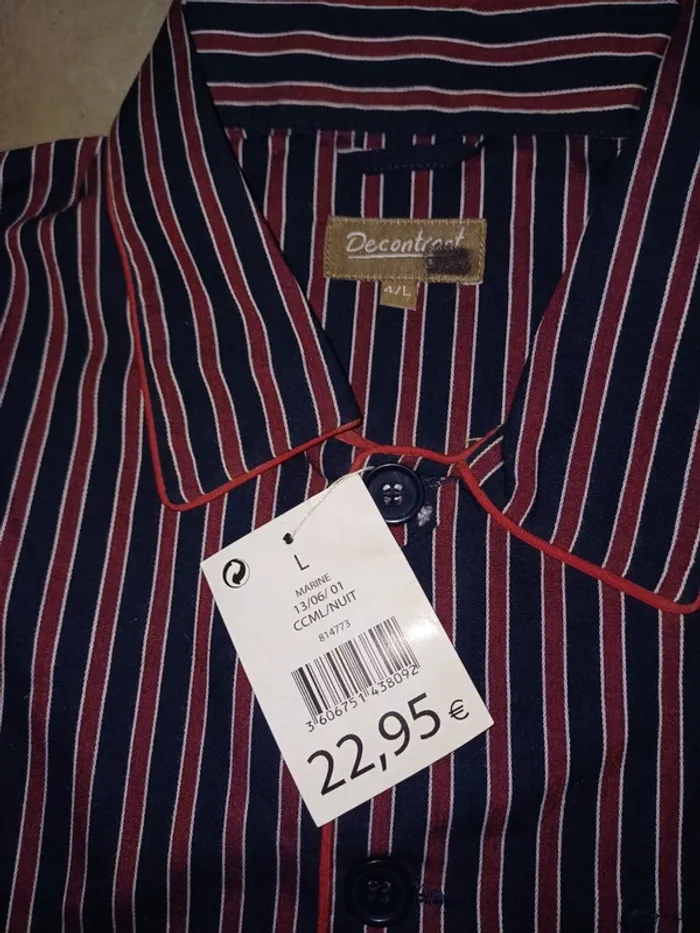 Decontract
4/L
L
MARINE
13/06/ 01
CCML/NUIT
814773
3 606751 438092
22,95 €